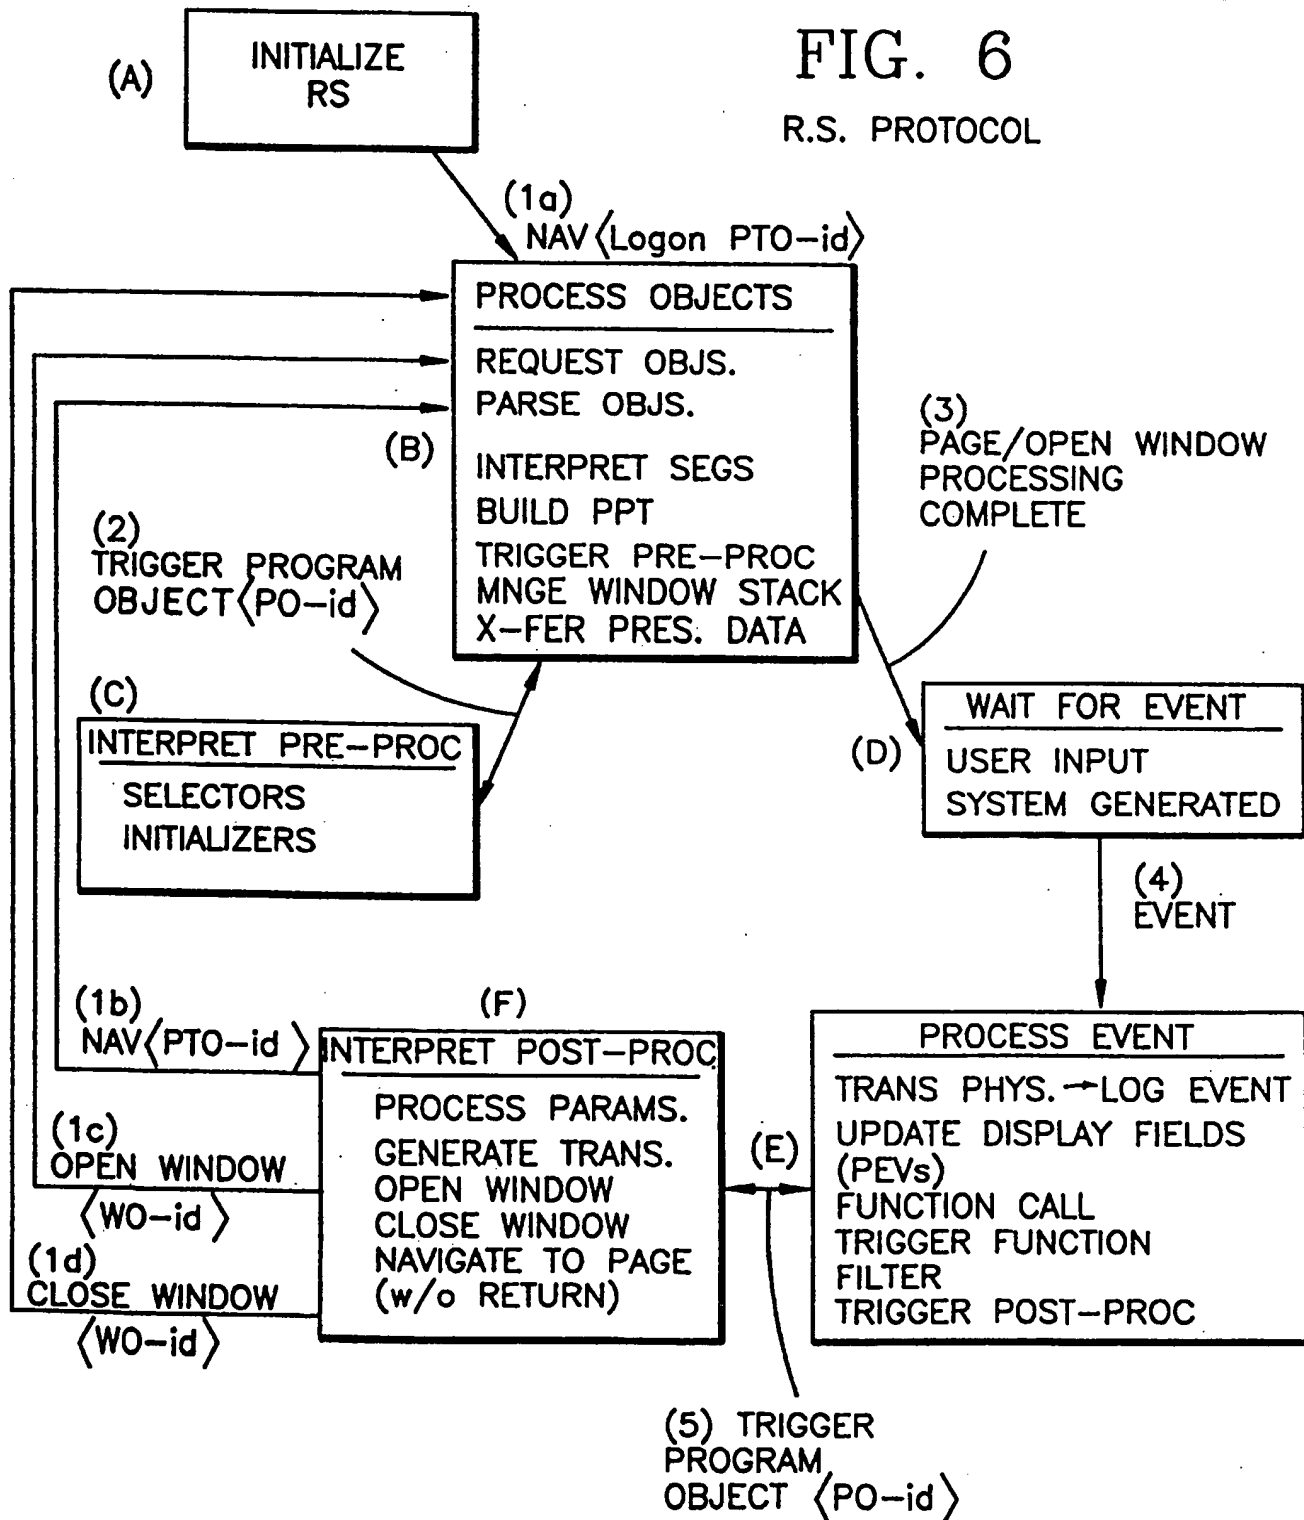 FIG. 6
R.S. PROTOCOL
(A)
INITIALIZE
RS
(1a)
NAV⟨Logon PTO-id⟩
PROCESS OBJECTS
REQUEST OBJS.
PARSE OBJS.
(B)
INTERPRET SEGS
BUILD PPT
TRIGGER PRE-PROC
MNGE WINDOW STACK
X-FER PRES. DATA
(3)
PAGE/OPEN WINDOW
PROCESSING
COMPLETE
(2)
TRIGGER PROGRAM
OBJECT⟨PO-id⟩
(C)
INTERPRET PRE-PROC
SELECTORS
INITIALIZERS
(D)
WAIT FOR EVENT
USER INPUT
SYSTEM GENERATED
(4)
EVENT
(1b)
NAV⟨PTO-id⟩
(1c)
OPEN WINDOW
⟨WO-id⟩
(1d)
CLOSE WINDOW
⟨WO-id⟩
(F)
INTERPRET POST-PROC
PROCESS PARAMS.
GENERATE TRANS.
OPEN WINDOW
CLOSE WINDOW
NAVIGATE TO PAGE
(w/o RETURN)
(E)
PROCESS EVENT
TRANS PHYS.→LOG EVENT
UPDATE DISPLAY FIELDS
(PEVs)
FUNCTION CALL
TRIGGER FUNCTION
FILTER
TRIGGER POST-PROC
(5) TRIGGER
PROGRAM
OBJECT ⟨PO-id⟩